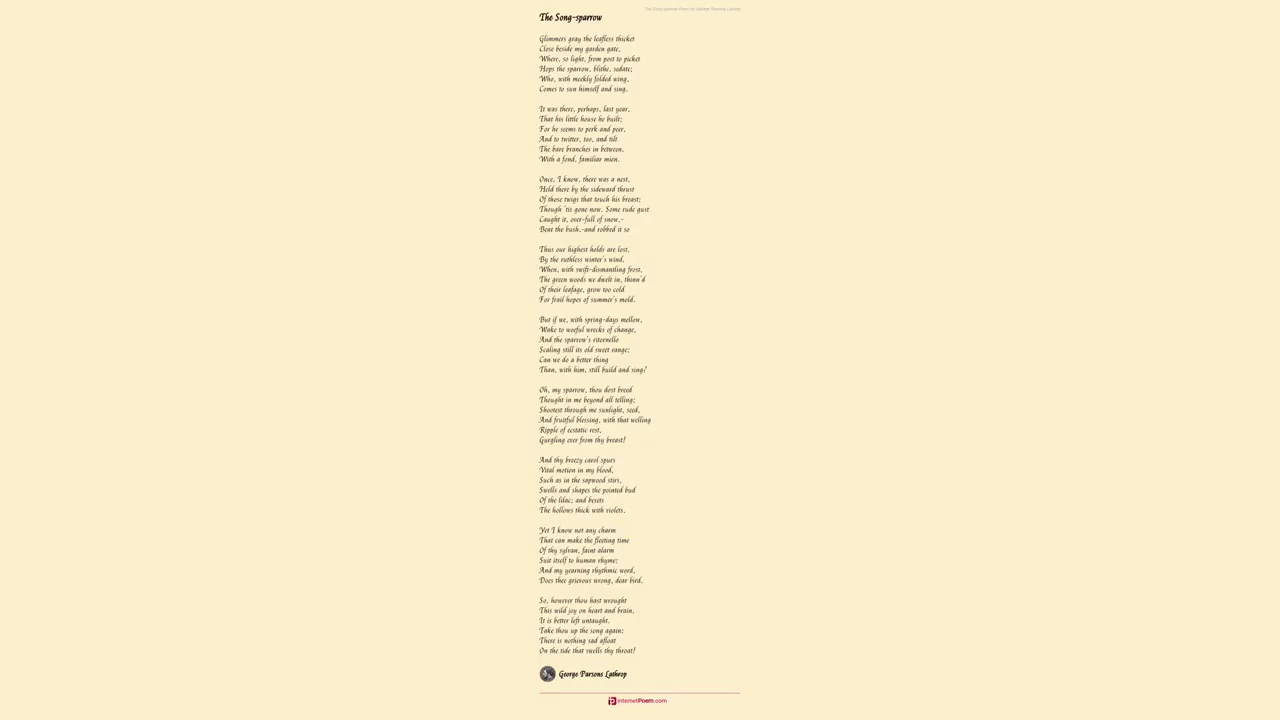 The Song-sparrow Poem by George Parsons Lathrop
The Song-sparrow
Glimmers gray the leafless thicket
Close beside my garden gate,
Where, so light, from post to picket
Hops the sparrow, blithe, sedate;
Who, with meekly folded wing,
Comes to sun himself and sing.
It was there, perhaps, last year,
That his little house he built;
For he seems to perk and peer,
And to twitter, too, and tilt
The bare branches in between,
With a fond, familiar mien.
Once, I know, there was a nest,
Held there by the sideward thrust
Of those twigs that touch his breast;
Though 'tis gone now. Some rude gust
Caught it, over-full of snow,-
Bent the bush,-and robbed it so
Thus our highest holds are lost,
By the ruthless winter's wind,
When, with swift-dismantling frost,
The green woods we dwelt in, thinn'd
Of their leafage, grow too cold
For frail hopes of summer's mold.
But if we, with spring-days mellow,
Wake to woeful wrecks of change,
And the sparrow's ritornello
Scaling still its old sweet range;
Can we do a better thing
Than, with him, still build and sing?
Oh, my sparrow, thou dost breed
Thought in me beyond all telling;
Shootest through me sunlight, seed,
And fruitful blessing, with that welling
Ripple of ecstatic rest,
Gurgling ever from thy breast!
And thy breezy carol spurs
Vital motion in my blood,
Such as in the sapwood stirs,
Swells and shapes the pointed bud
Of the lilac; and besets
The hollows thick with violets.
Yet I know not any charm
That can make the fleeting time
Of thy sylvan, faint alarm
Suit itself to human rhyme:
And my yearning rhythmic word,
Does thee grievous wrong, dear bird.
So, however thou hast wrought
This wild joy on heart and brain,
It is better left untaught.
Take thou up the song again:
There is nothing sad afloat
On the tide that swells thy throat!
George Parsons Lathrop
InternetPoem.com